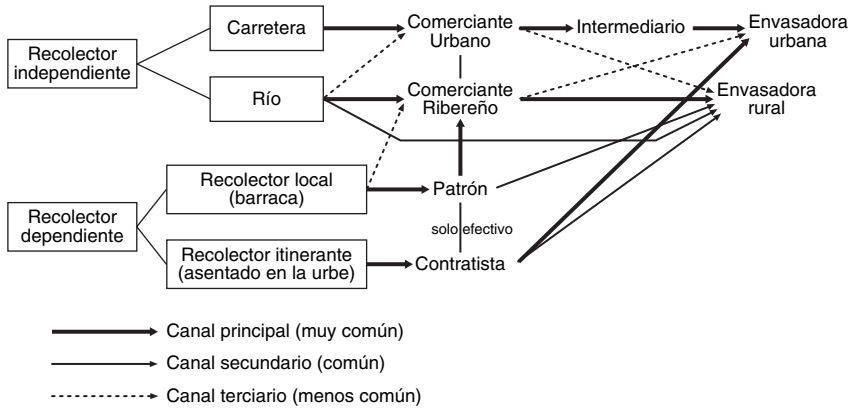 Recolector
independiente
Carretera
Río
Comerciante
Urbano
Intermediario
Envasadora
urbana
Comerciante
Ribereño
Envasadora
rural
Recolector
dependiente
Recolector local
(barraca)
Patrón
solo efectivo
Recolector itinerante
(asentado en la urbe)
Contratista
Canal principal (muy común)
Canal secundario (común)
Canal terciario (menos común)